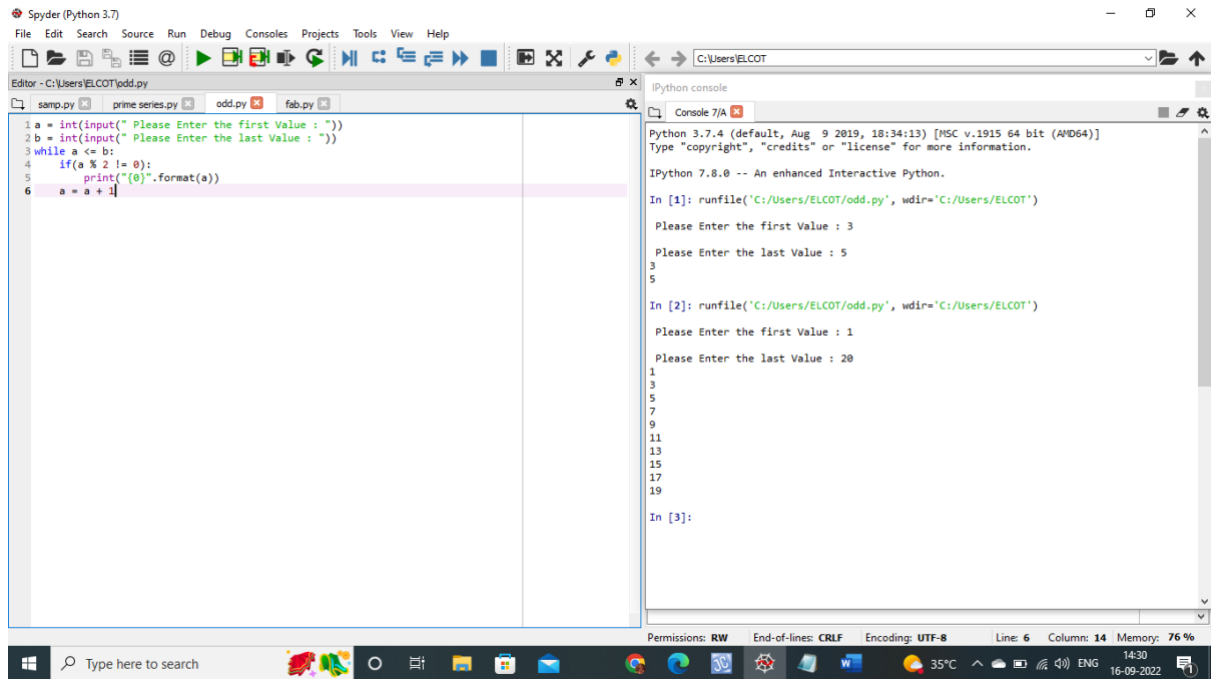 Spyder (Python 3.7)
File Edit Search Source Run Debug Consoles Projects Tools View Help
C:\Users\ELCOT
Editor - C:\Users\ELCOT\odd.py
samp.py prime series.py odd.py fab.py
1 a = int(input(" Please Enter the first Value : "))
2 b = int(input(" Please Enter the last Value : "))
3 while a <= b:
4     if(a % 2 != 0):
5         print("{0}".format(a))
6     a = a + 1
IPython console
Console 7/A
Python 3.7.4 (default, Aug  9 2019, 18:34:13) [MSC v.1915 64 bit (AMD64)]
Type "copyright", "credits" or "license" for more information.
IPython 7.8.0 -- An enhanced Interactive Python.
In [1]: runfile('C:/Users/ELCOT/odd.py', wdir='C:/Users/ELCOT')
Please Enter the first Value : 3
Please Enter the last Value : 5
3
5
In [2]: runfile('C:/Users/ELCOT/odd.py', wdir='C:/Users/ELCOT')
Please Enter the first Value : 1
Please Enter the last Value : 20
1
3
5
7
9
11
13
15
17
19
In [3]:
Permissions: RW End-of-lines: CRLF Encoding: UTF-8 Line: 6 Column: 14 Memory: 76 %
Type here to search
35°C ENG
14:30
16-09-2022